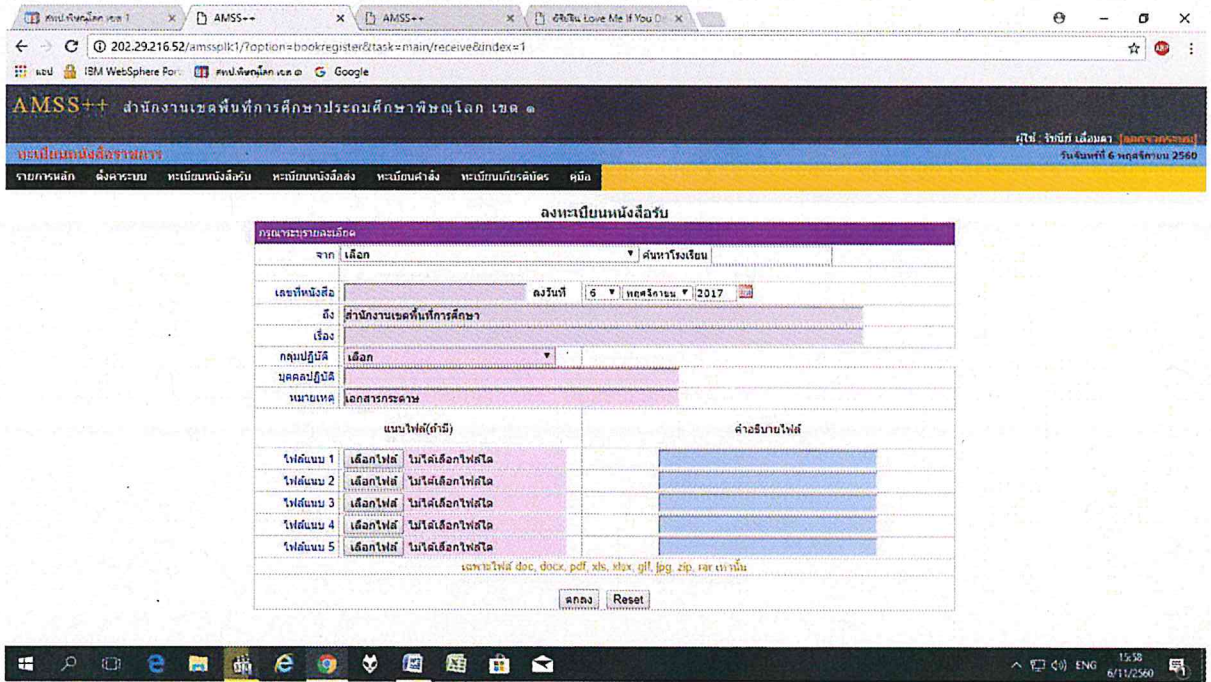 สพป.พิษณุโลก เขต 1
AMSS++
AMSS++
Love Me If You D
202.29.216.52/amssplk1/?option=bookregister&task=main/receive&index=1
แอป
IBM WebSphere Por
สพป.พิษณุโลก เขต ๑
Google
AMSS++ สำนักงานเขตพื้นที่การศึกษาประถมศึกษาพิษณุโลก เขต ๑
ผู้ใช้ : [ออกจากระบบ]
ทะเบียนหนังสือราชการ
วันจันทร์ที่ 6 พฤศจิกายน 2560
รายการหลัก ตั้งค่าระบบ ทะเบียนหนังสือรับ ทะเบียนหนังสือส่ง ทะเบียนคำสั่ง ทะเบียนเกียรติบัตร คู่มือ
ลงทะเบียนหนังสือรับ
กรุณาระบุรายละเอียด
จาก เลือก ค้นหาโรงเรียน
เลขที่หนังสือ ลงวันที่ 6 พฤศจิกายน 2017
ถึง สำนักงานเขตพื้นที่การศึกษา
เรื่อง
กลุ่มปฏิบัติ เลือก
บุคคลปฏิบัติ
หมายเหตุ เอกสารกระดาษ
แนบไฟล์(ถ้ามี) คำอธิบายไฟล์
ไฟล์แนบ 1 เลือกไฟล์ ไม่ได้เลือกไฟล์ใด
ไฟล์แนบ 2 เลือกไฟล์ ไม่ได้เลือกไฟล์ใด
ไฟล์แนบ 3 เลือกไฟล์ ไม่ได้เลือกไฟล์ใด
ไฟล์แนบ 4 เลือกไฟล์ ไม่ได้เลือกไฟล์ใด
ไฟล์แนบ 5 เลือกไฟล์ ไม่ได้เลือกไฟล์ใด
เฉพาะไฟล์ doc, docx, pdf, xls, xlsx, gif, jpg, zip, rar เท่านั้น
ตกลง Reset
ENG
15:58
6/11/2560